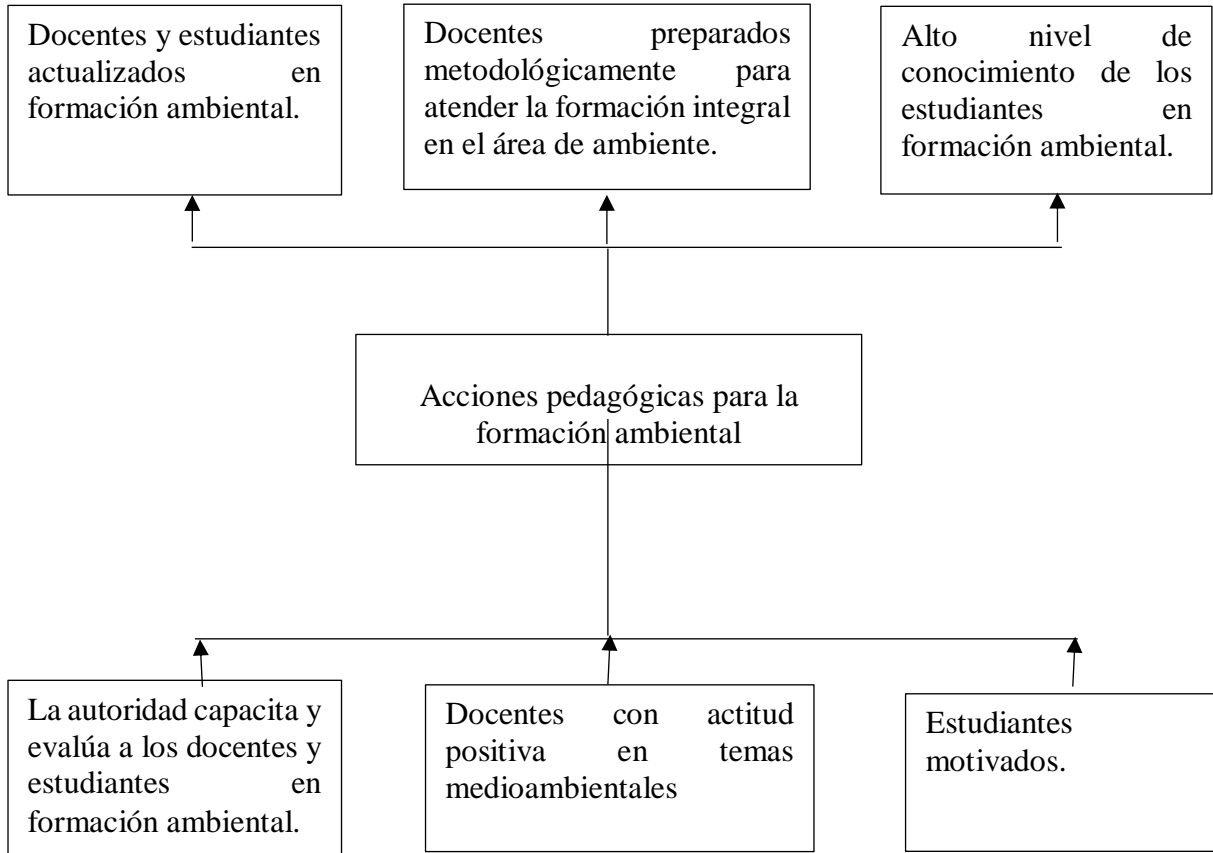 Docentes y estudiantes
actualizados en
formación ambiental.
Docentes preparados
metodológicamente para
atender la formación integral
en el área de ambiente.
Alto nivel de
conocimiento de los
estudiantes en
formación ambiental.
Acciones pedagógicas para la
formación ambiental
La autoridad capacita y
evalúa a los docentes y
estudiantes en
formación ambiental.
Docentes con actitud
positiva en temas
medioambientales
Estudiantes
motivados.